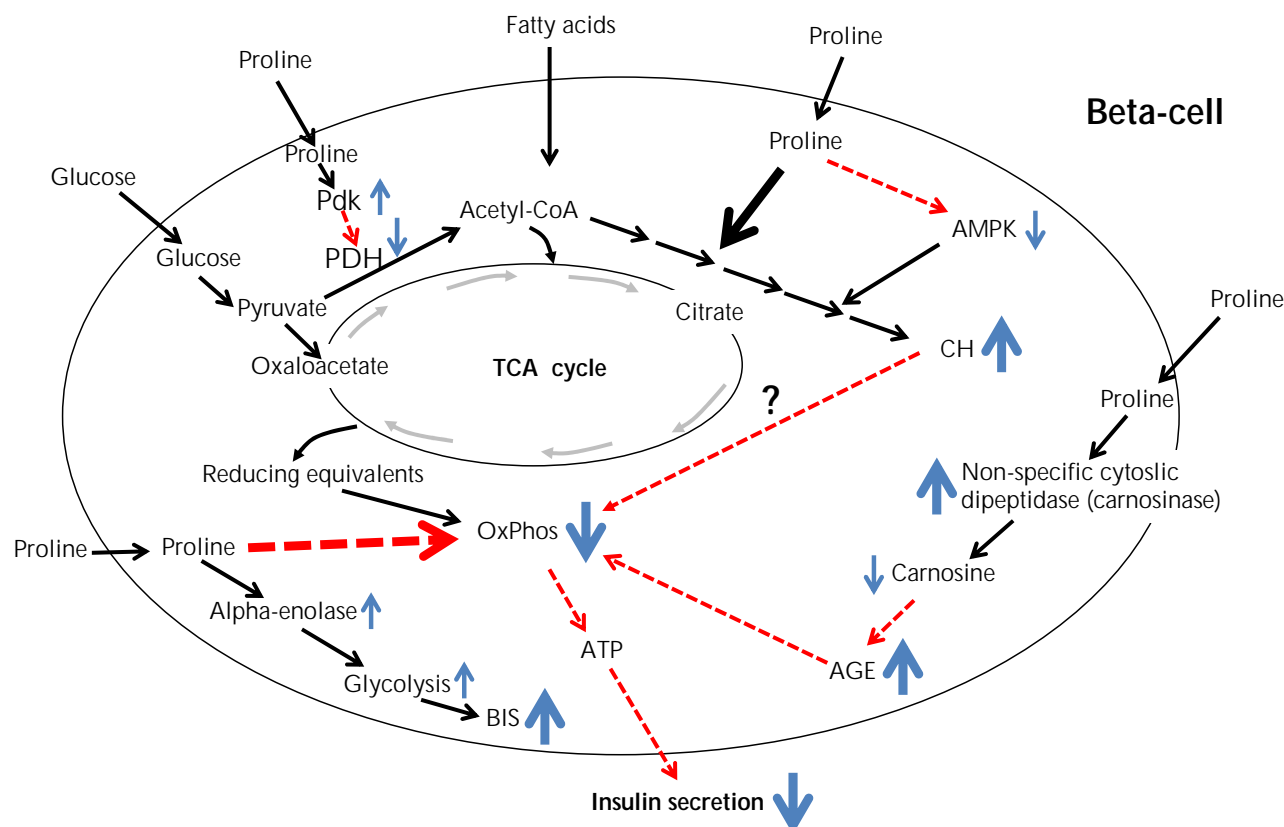 Fatty acids
Proline
Proline
Beta-cell
Proline
Proline
Glucose
Pdk
Acetyl-CoA
AMPK
Glucose
PDH
Pyruvate
Citrate
Proline
Oxaloacetate
TCA cycle
CH
?
Proline
Reducing equivalents
Non-specific cytoslic
dipeptidase (carnosinase)
OxPhos
Proline
Proline
Carnosine
Alpha-enolase
ATP
AGE
Glycolysis
BIS
Insulin secretion